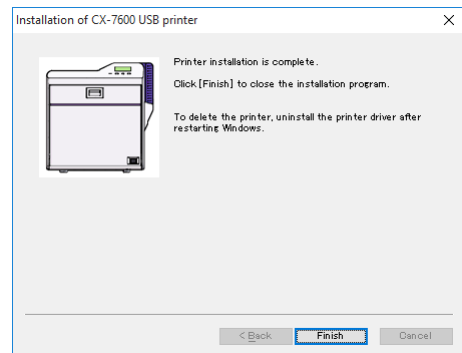 Installation of CX-7600 USB printer
Printer installation is complete.
Click [Finish] to close the installation program.
To delete the printer, uninstall the printer driver after
restarting Windows.
< Back
Finish
Cancel